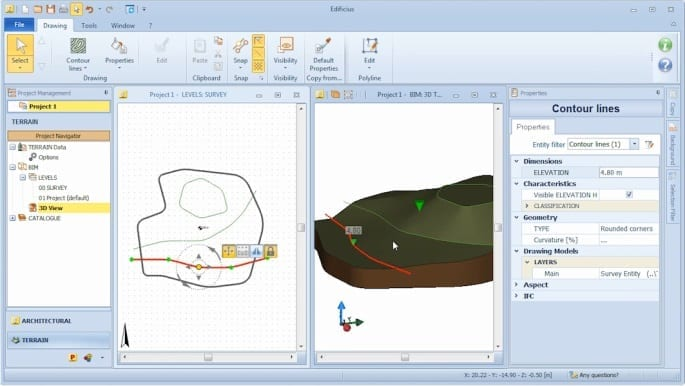 Edificius
File
Drawing
Tools
Window
Select
Contour lines
Properties
Drawing
Edit
Paste
Clipboard
Snap
Snap
Visibility
Visibility
Default Properties
Copy from...
Edit
Polyline
Project Management
Project 1
TERRAIN
Project Navigator
TERRAIN Data
Options
BIM
LEVELS
00 SURVEY
01 Project (default)
3D View
CATALOGUE
ARCHITECTURAL
TERRAIN
Project 1 - LEVELS: SURVEY
Project 1 - BIM: 3D T...
4.80
Properties
Contour lines
Properties
Entity filter Contour lines (1)
Dimensions
ELEVATION 4.80 m
Characteristics
Visible ELEVATION H
CLASSIFICATION
Geometry
TYPE Rounded corners
Curvature [%] ...
Drawing Models
LAYERS
Main Survey Entity (..\T
Aspect
IFC
Copy
Background
Selection Filter
X: 20.22 - Y: -14.90 - Z: -0.50 [m]
Any questions?